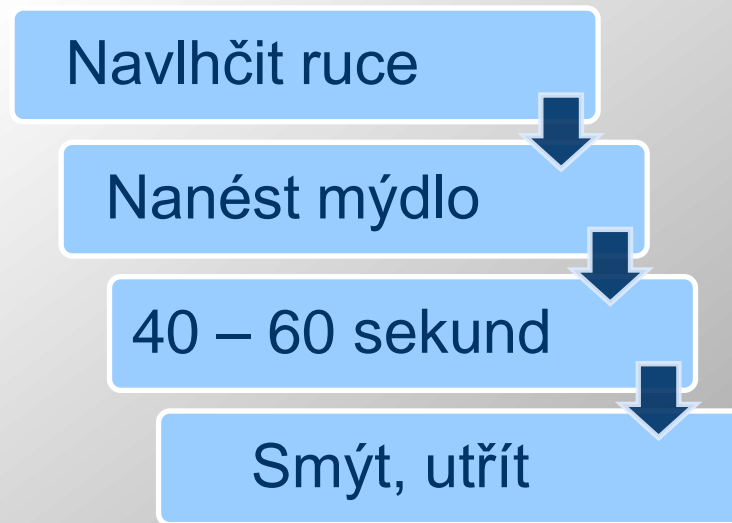 Navlhčit ruce
Nanést mýdlo
40 – 60 sekund
Smýt, utřít